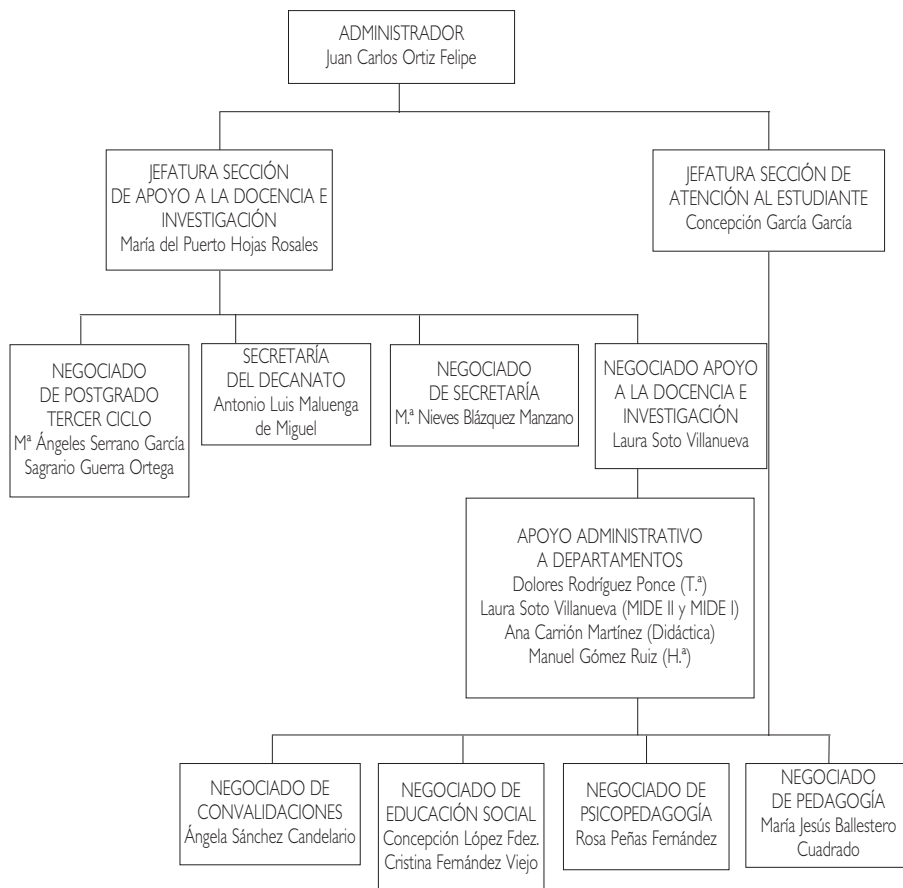 ADMINISTRADOR
Juan Carlos Ortiz Felipe
JEFATURA SECCIÓN
DE APOYO A LA DOCENCIA E
INVESTIGACIÓN
María del Puerto Hojas Rosales
JEFATURA SECCIÓN DE
ATENCIÓN AL ESTUDIANTE
Concepción García García
NEGOCIADO
DE POSTGRADO
TERCER CICLO
Mª Ángeles Serrano García
Sagrario Guerra Ortega
SECRETARÍA
DEL DECANATO
Antonio Luis Maluenga
de Miguel
NEGOCIADO
DE SECRETARÍA
M.ª Nieves Blázquez Manzano
NEGOCIADO APOYO
A LA DOCENCIA E
INVESTIGACIÓN
Laura Soto Villanueva
APOYO ADMINISTRATIVO
A DEPARTAMENTOS
Dolores Rodríguez Ponce (T.ª)
Laura Soto Villanueva (MIDE II y MIDE I)
Ana Carrión Martínez (Didáctica)
Manuel Gómez Ruiz (H.ª)
NEGOCIADO DE
CONVALIDACIONES
Ángela Sánchez Candelario
NEGOCIADO DE
EDUCACIÓN SOCIAL
Concepción López Fdez.
Cristina Fernández Viejo
NEGOCIADO DE
PSICOPEDAGOGÍA
Rosa Peñas Fernández
NEGOCIADO
DE PEDAGOGÍA
María Jesús Ballestero
Cuadrado